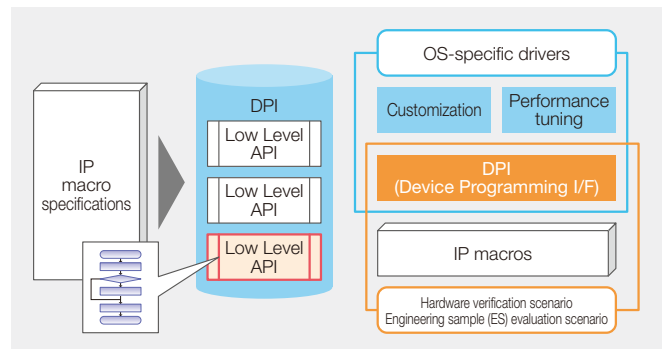 IP
macro
specifications
DPI
Low Level
API
Low Level
API
Low Level
API
OS-specific drivers
Customization
Performance
tuning
DPI
(Device Programming I/F)
IP macros
Hardware verification scenario
Engineering sample (ES) evaluation scenario